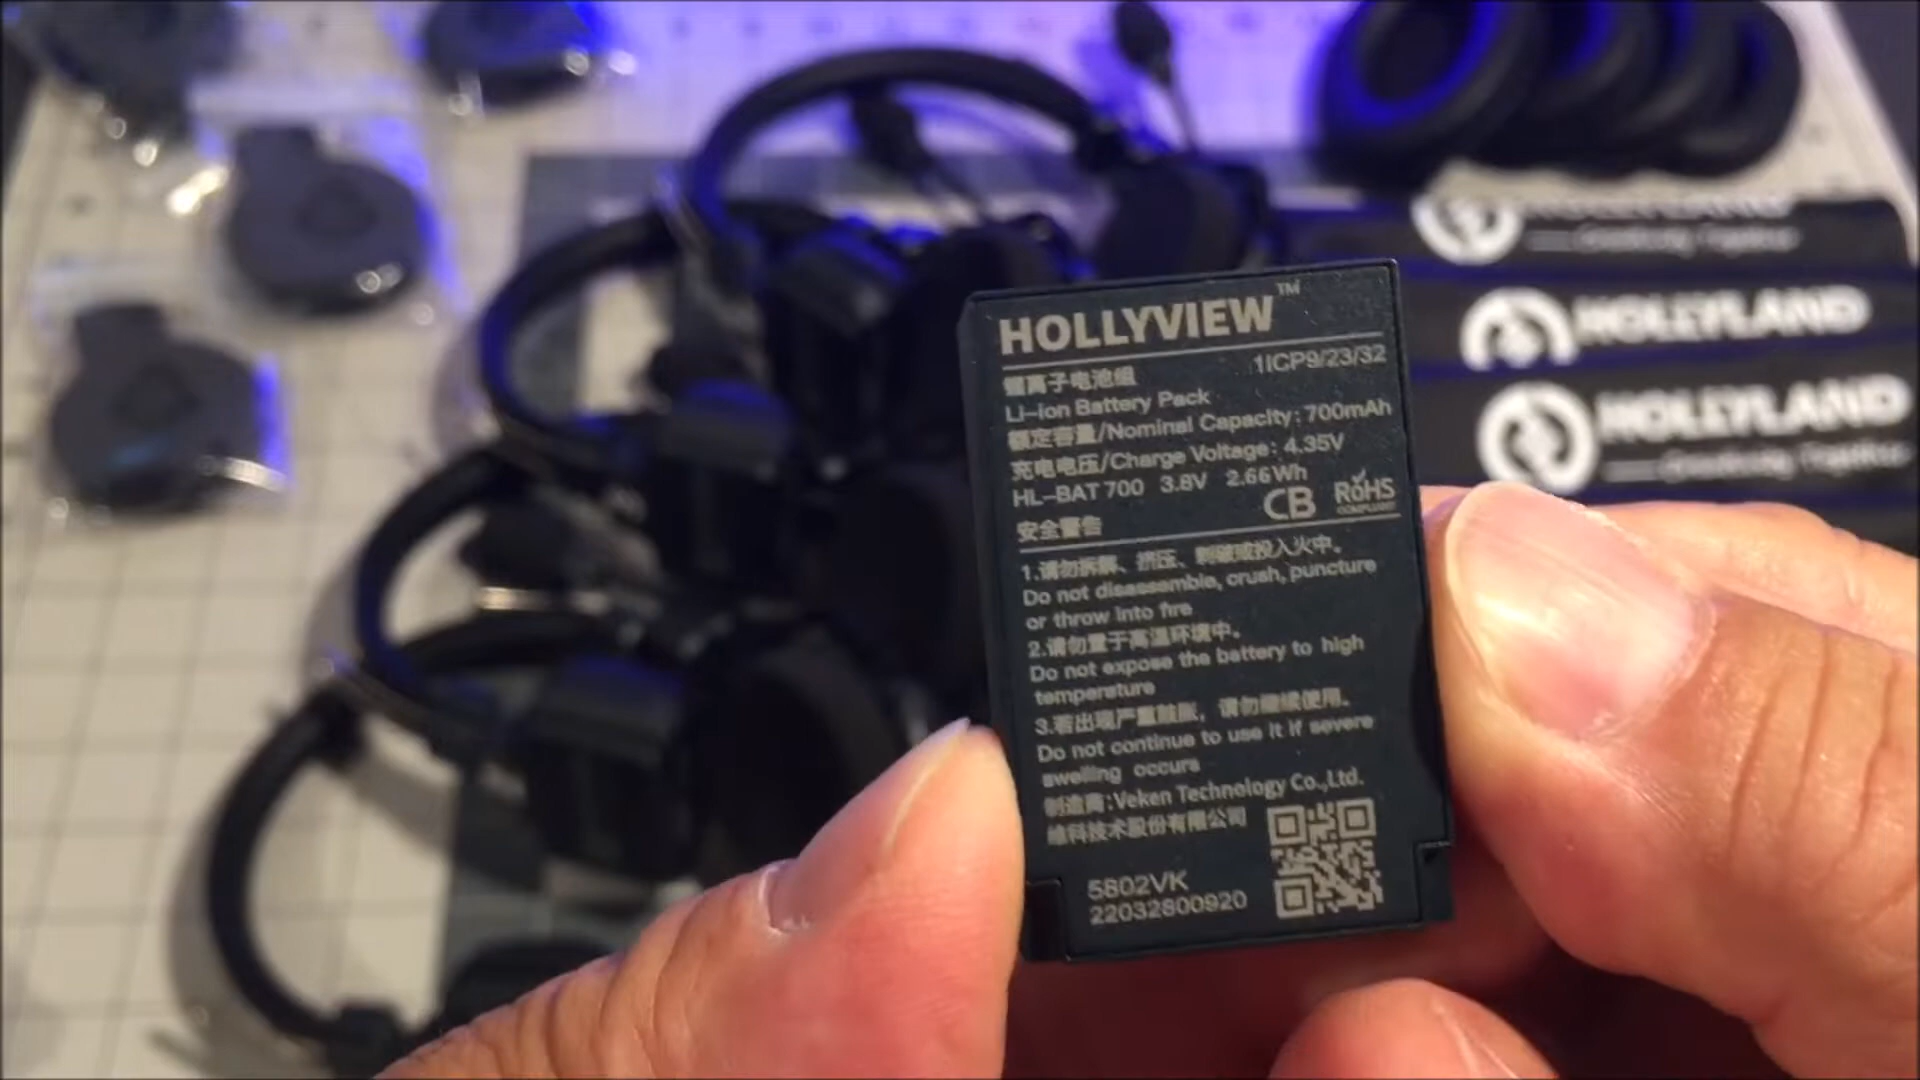 HOLLYVIEW™
1ICP9/23/32
锂离子电池组
Li-ion Battery Pack
额定容量/Nominal Capacity: 700mAh
充电电压/Charge Voltage: 4.35V
HL-BAT 700 3.8V 2.66Wh
CB RoHS
COMPLIANT
安全警告
1.请勿拆解、挤压、刺破或投入火中。
Do not disassemble, crush, puncture
or throw into fire
2.请勿置于高温环境中。
Do not expose the battery to high
temperature
3.若出现严重鼓胀，请勿继续使用。
Do not continue to use it if severe
swelling occurs
制造商:Veken Technology Co.,Ltd.
维科技术股份有限公司
5802VK
22032800920
HOLLYLAND
HOLLYLAND
HOLLYLAND